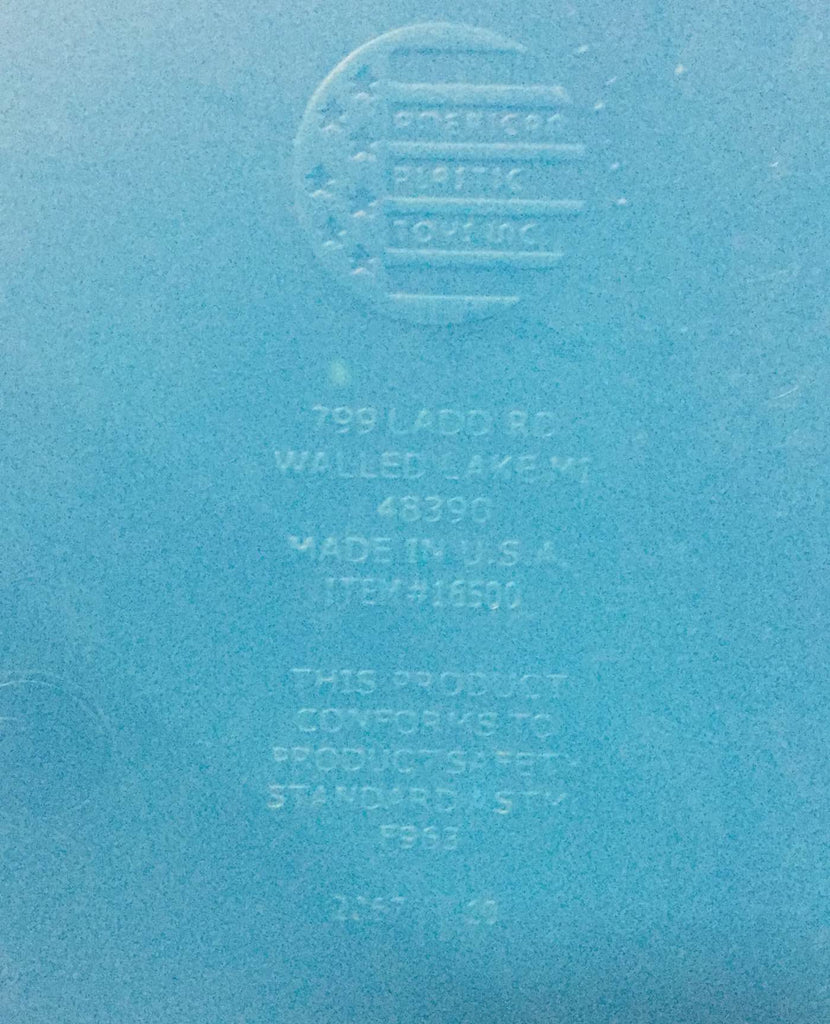 AMERICAN
PLASTIC
TOYS INC
799 LADD RD
WALLED LAKE, MI
48390
MADE IN U.S.A.
ITEM#16500
THIS PRODUCT
CONFORMS TO
PRODUCT SAFETY
STANDARD ASTM
F963